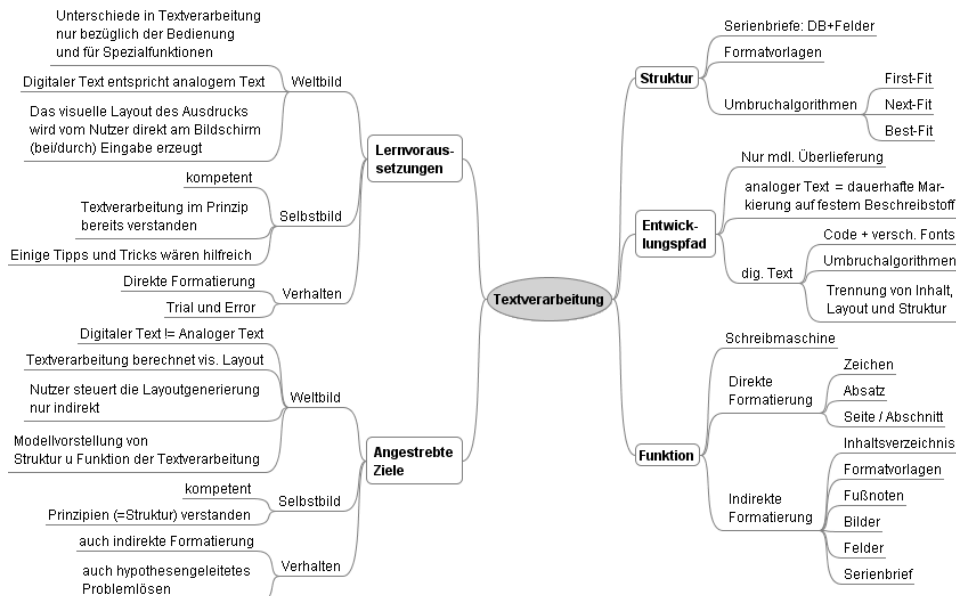 Textverarbeitung
Lernvoraus-
setzungen
Weltbild
Unterschiede in Textverarbeitung
nur bezüglich der Bedienung
und für Spezialfunktionen
Digitaler Text entspricht analogem Text
Das visuelle Layout des Ausdrucks
wird vom Nutzer direkt am Bildschirm
(bei/durch) Eingabe erzeugt
Selbstbild
kompetent
Textverarbeitung im Prinzip
bereits verstanden
Einige Tipps und Tricks wären hilfreich
Verhalten
Direkte Formatierung
Trial und Error
Angestrebte
Ziele
Weltbild
Digitaler Text != Analoger Text
Textverarbeitung berechnet vis. Layout
Nutzer steuert die Layoutgenerierung
nur indirekt
Modellvorstellung von
Struktur u Funktion der Textverarbeitung
Selbstbild
kompetent
Prinzipien (=Struktur) verstanden
Verhalten
auch indirekte Formatierung
auch hypothesengeleitetes
Problemlösen
Struktur
Serienbriefe: DB+Felder
Formatvorlagen
Umbruchalgorithmen
First-Fit
Next-Fit
Best-Fit
Entwick-
lungspfad
Nur mdl. Überlieferung
analoger Text = dauerhafte Mar-
kierung auf festem Beschreibstoff
dig. Text
Code + versch. Fonts
Umbruchalgorithmen
Trennung von Inhalt,
Layout und Struktur
Funktion
Schreibmaschine
Direkte
Formatierung
Zeichen
Absatz
Seite / Abschnitt
Indirekte
Formatierung
Inhaltsverzeichnis
Formatvorlagen
Fußnoten
Bilder
Felder
Serienbrief